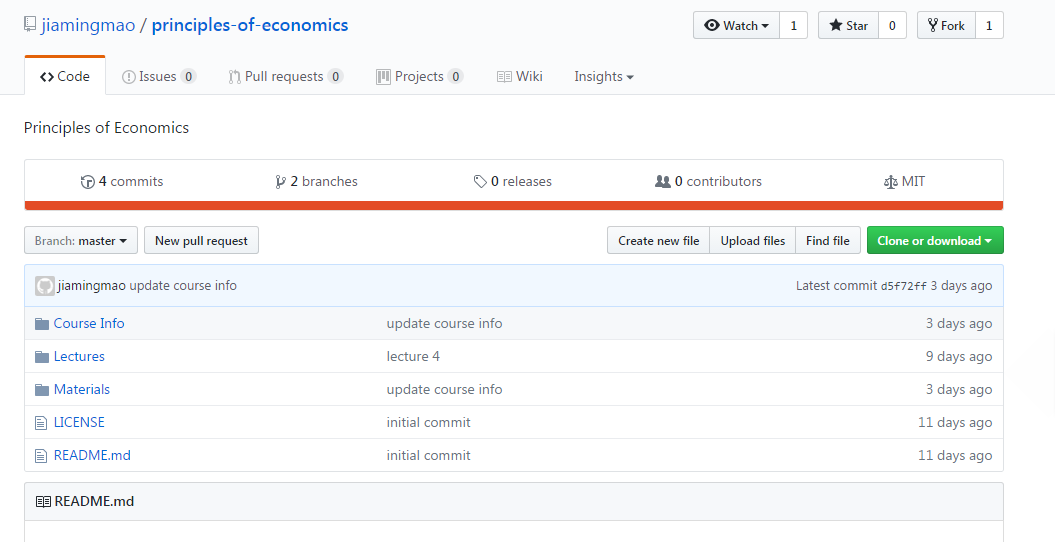 jiamingmao / principles-of-economics Watch 1 Star 0 Fork 1
Code Issues 0 Pull requests 0 Projects 0 Wiki Insights
Principles of Economics
4 commits 2 branches 0 releases 0 contributors MIT
Branch: master New pull request Create new file Upload files Find file Clone or download
jiamingmao update course info Latest commit d5f72ff 3 days ago
Course Info update course info 3 days ago
Lectures lecture 4 9 days ago
Materials update course info 3 days ago
LICENSE initial commit 11 days ago
README.md initial commit 11 days ago
README.md